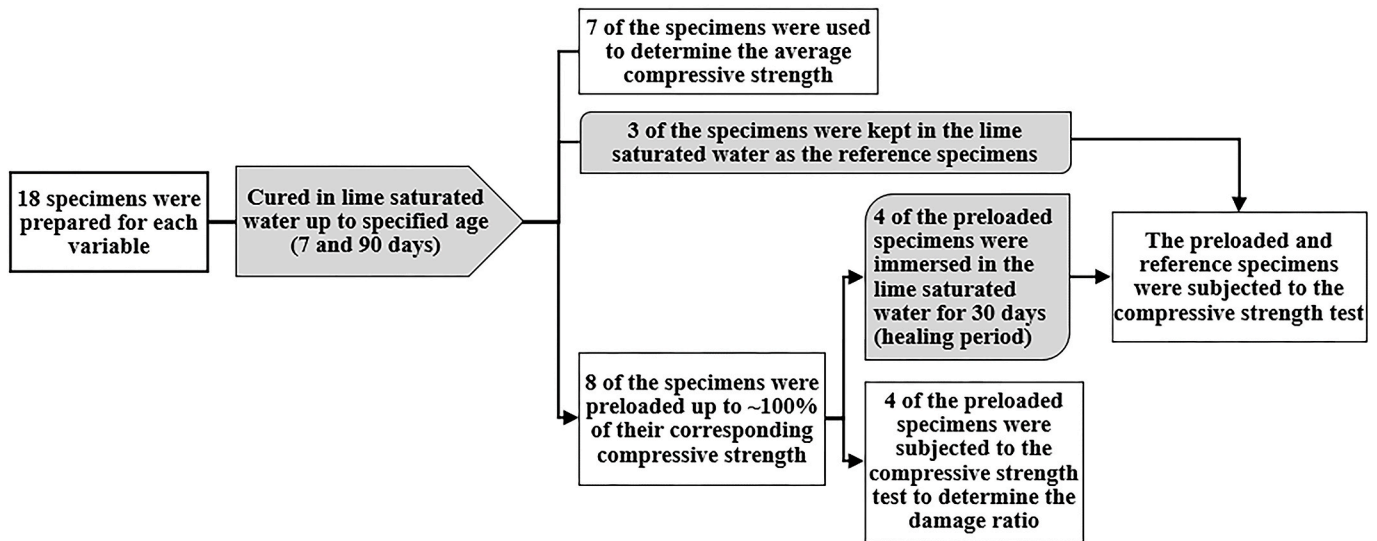 18 specimens were
prepared for each
variable
Cured in lime saturated
water up to specified age
(7 and 90 days)
7 of the specimens were used
to determine the average
compressive strength
3 of the specimens were kept in the lime
saturated water as the reference specimens
8 of the specimens were
preloaded up to ~100%
of their corresponding
compressive strength
4 of the preloaded
specimens were
immersed in the
lime saturated
water for 30 days
(healing period)
4 of the preloaded
specimens were
subjected to the
compressive strength
test to determine the
damage ratio
The preloaded and
reference specimens
were subjected to the
compressive strength test